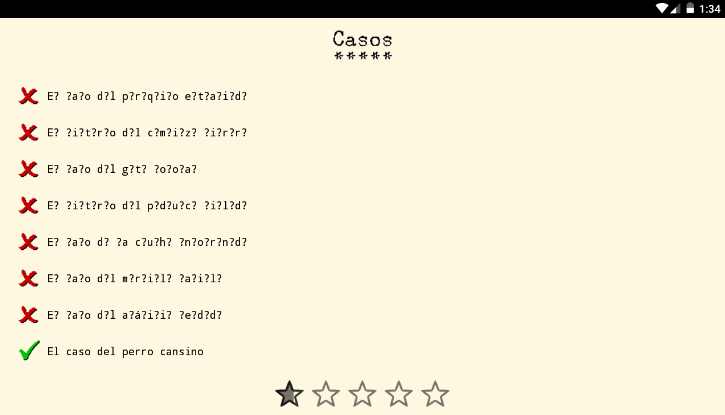 1:34
Casos
*****
E? ?a?o d?l p?r?q?i?o e?t?a?i?d?
E? ?i?t?r?o d?l c?m?i?z? ?i?r?r?
E? ?a?o d?l g?t? ?o?o?a?
E? ?i?t?r?o d?l p?d?u?c? ?i?l?d?
E? ?a?o d? ?a c?u?h? ?n?o?r?n?d?
E? ?a?o d?l m?r?i?l? ?a?i?l?
E? ?a?o d?l a?á?i?i? ?e?d?d?
El caso del perro cansino